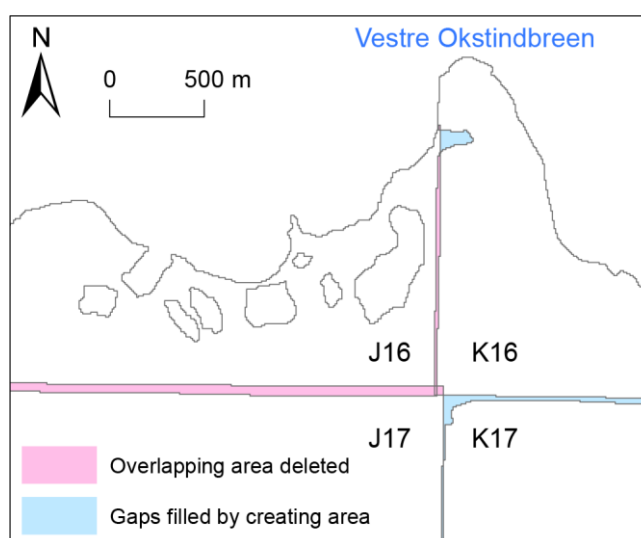 Vestre Okstindbreen
N
0 500 m
J16 K16
J17 K17
Overlapping area deleted
Gaps filled by creating area